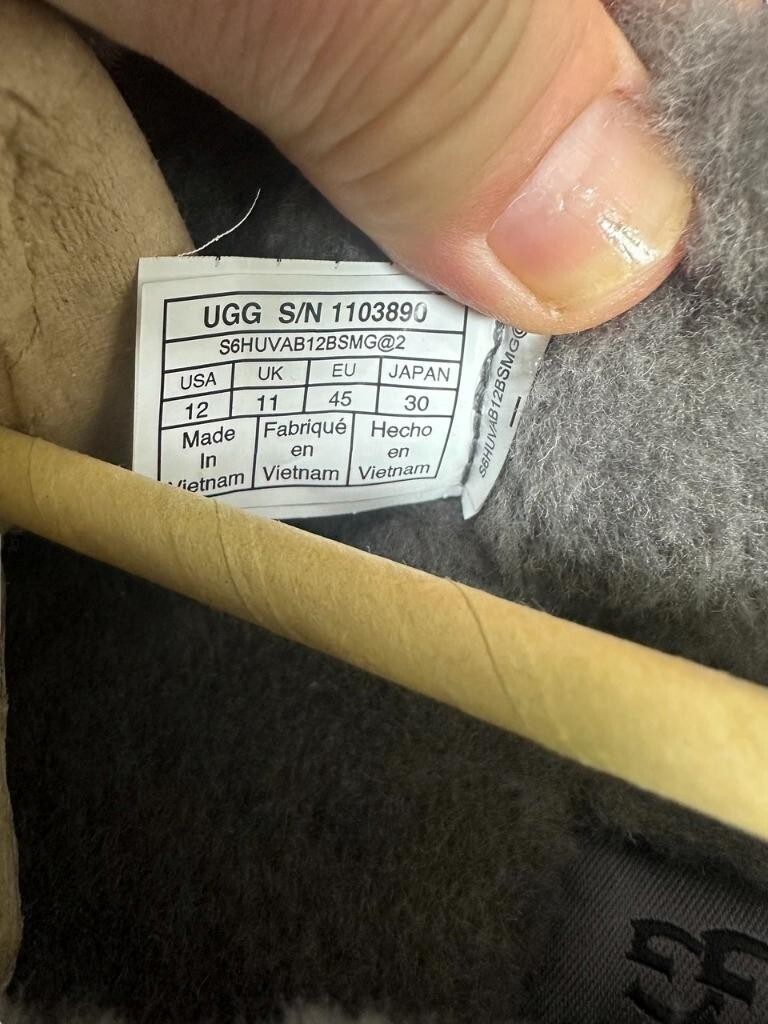 UGG S/N 1103890
S6HUVAB12BSMG@2
USA UK EU JAPAN
12 11 45 30
Made In Vietnam
Fabriqué en Vietnam
Hecho en Vietnam
S6HUVAB12BSMG@